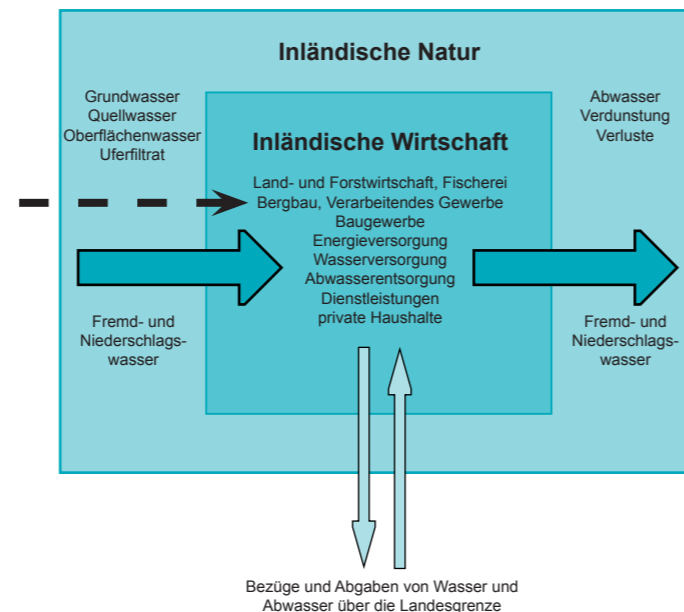 Inländische Natur
Grundwasser
Quellwasser
Oberflächenwasser
Uferfiltrat
Fremd- und
Niederschlags-
wasser
Inländische Wirtschaft
Land- und Forstwirtschaft, Fischerei
Bergbau, Verarbeitendes Gewerbe
Baugewerbe
Energieversorgung
Wasserversorgung
Abwasserentsorgung
Dienstleistungen
private Haushalte
Abwasser
Verdunstung
Verluste
Fremd- und
Niederschlags-
wasser
Bezüge und Abgaben von Wasser und
Abwasser über die Landesgrenze